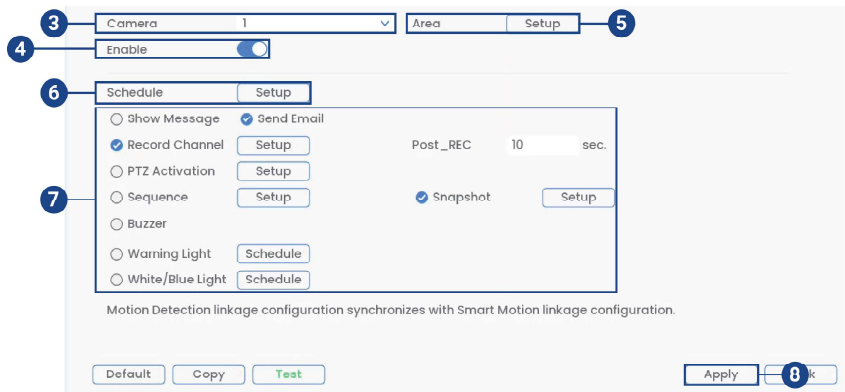 3 Camera 1 Area Setup 5
4 Enable
6 Schedule Setup
Show Message Send Email
Record Channel Setup Post_REC 10 sec.
PTZ Activation Setup
7 Sequence Setup Snapshot Setup
Buzzer
Warning Light Schedule
White/Blue Light Schedule
Motion Detection linkage configuration synchronizes with Smart Motion linkage configuration.
Default Copy Test Apply 8